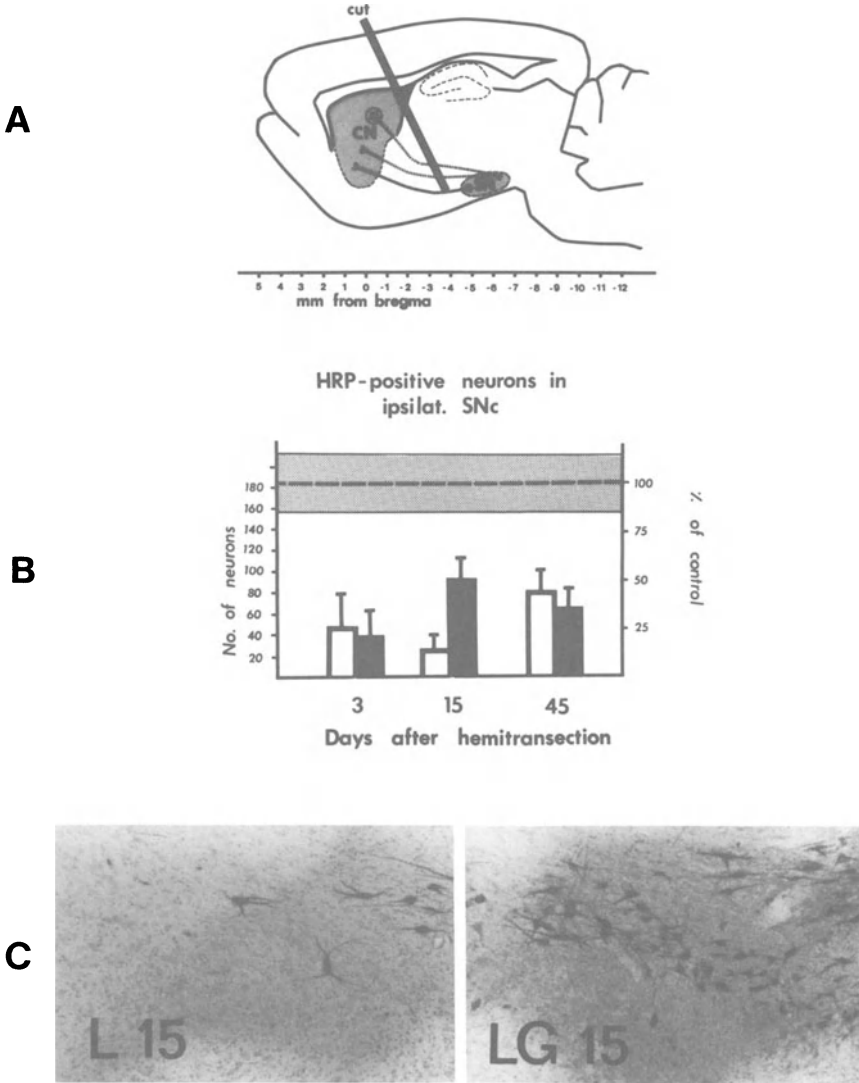 cut
A
CN
5 4 3 2 1 0 -1 -2 -3 -4 -5 -6 -7 -8 -9 -10 -11 -12
mm from bregma
HRP-positive neurons in
ipsilat. SNc
B
No. of neurons
180
160
140
120
100
80
60
40
20
100
75
50
25
% of control
3 15 45
Days after hemitransection
C
L 15
LG 15